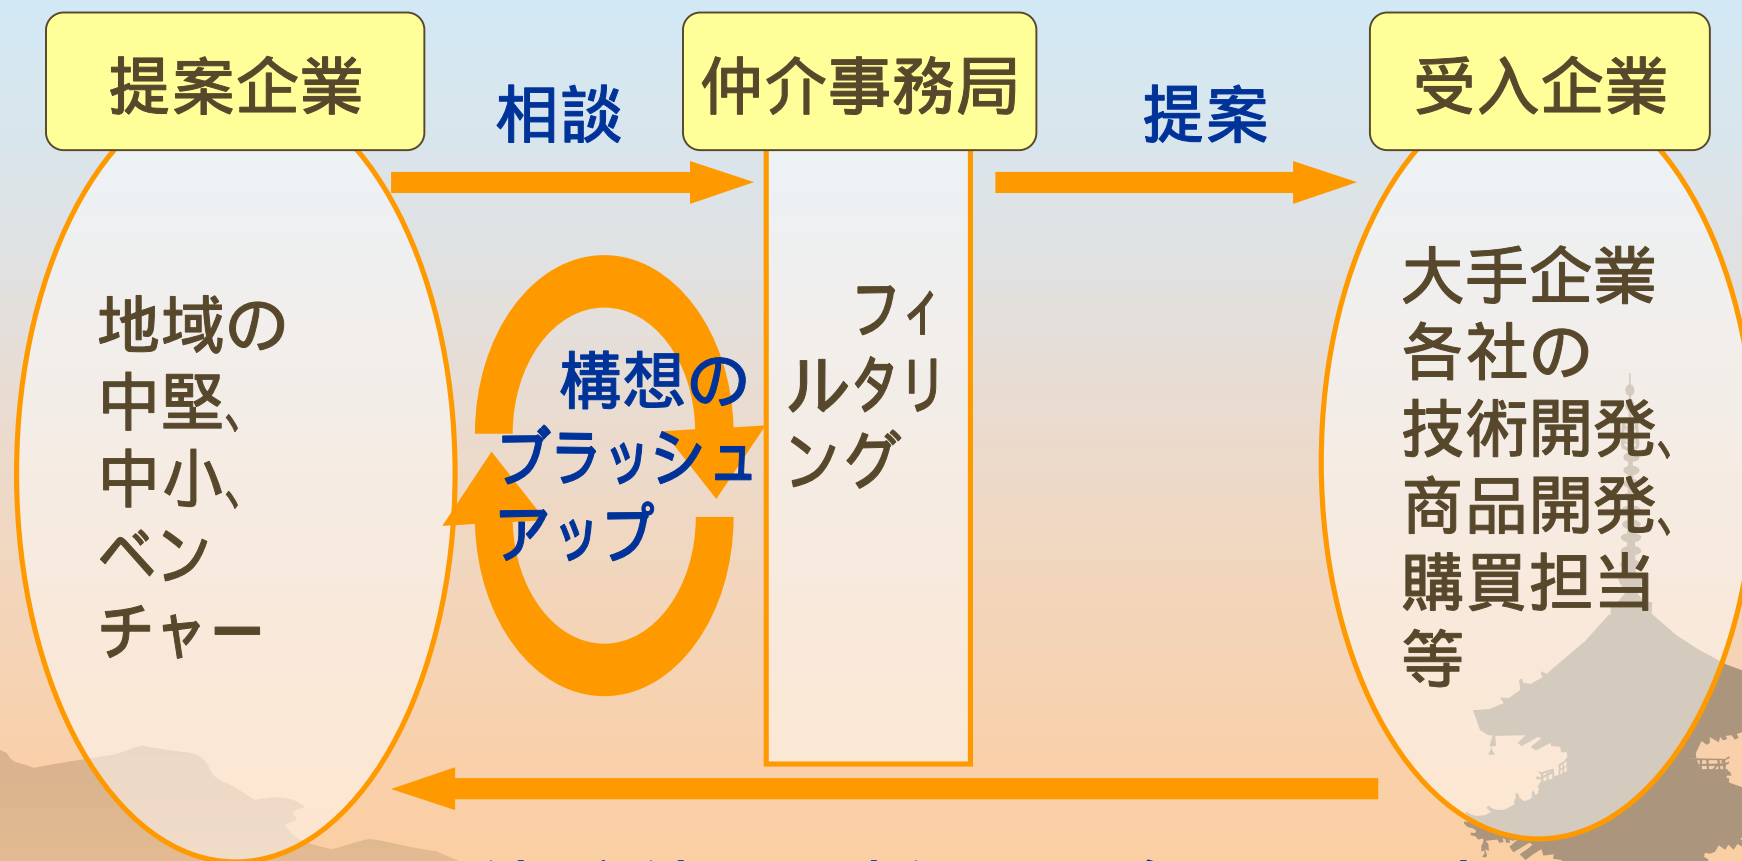 提案企業
相談
仲介事務局
提案
受入企業
地域の
中堅、
中小、
ベン
チャー
構想の
ブラッシュ
アップ
フィ
ルタリ
ング
大手企業
各社の
技術開発、
商品開発、
購買担当
等